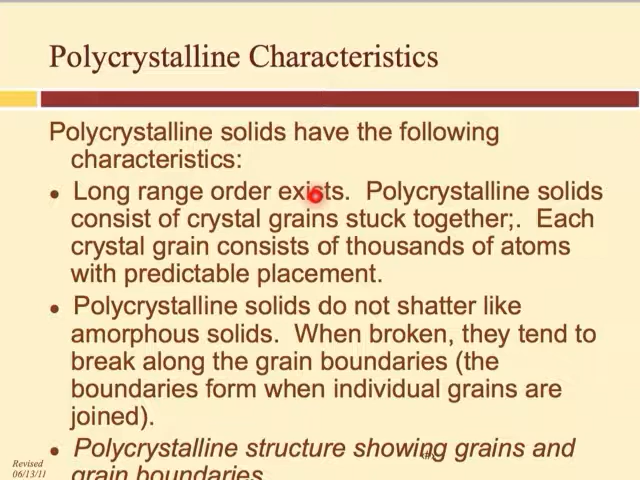 Polycrystalline Characteristics
Polycrystalline solids have the following
characteristics:
• Long range order exists.  Polycrystalline solids
consist of crystal grains stuck together;.  Each
crystal grain consists of thousands of atoms
with predictable placement.
• Polycrystalline solids do not shatter like
amorphous solids.  When broken, they tend to
break along the grain boundaries (the
boundaries form when individual grains are
joined).
• Polycrystalline structure showing grains and
grain boundaries
Revised
06/13/11